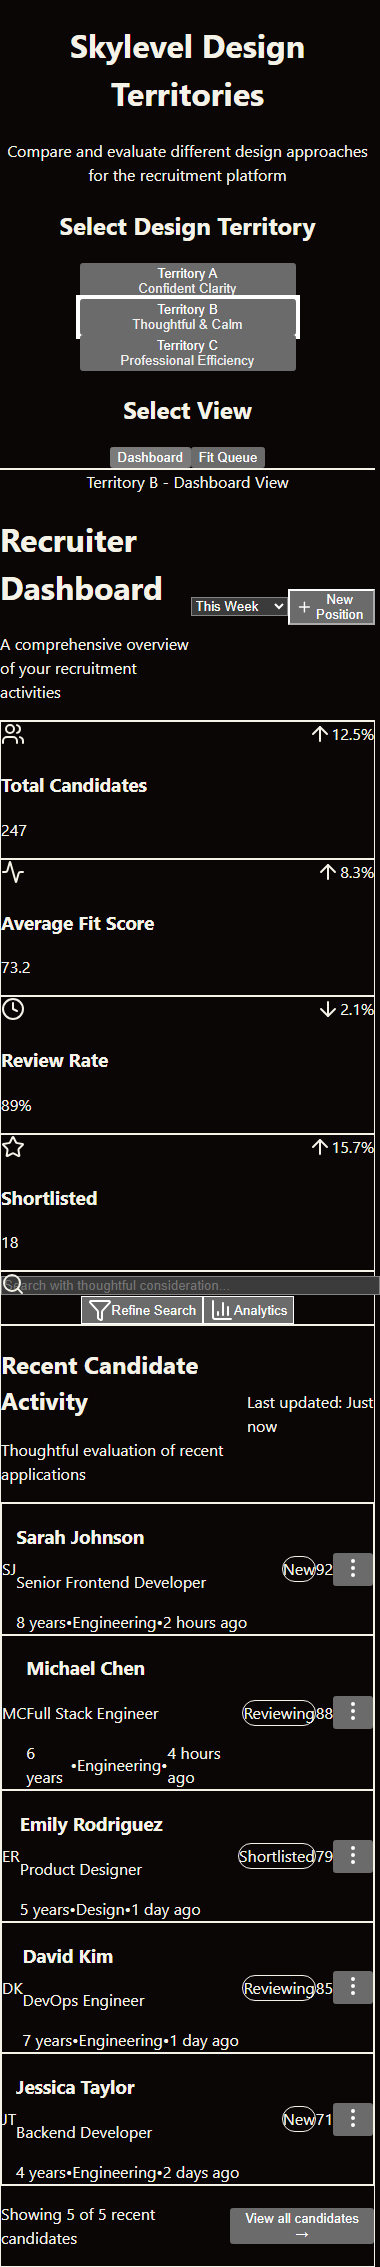 Skylevel Design
Territories
Compare and evaluate different design approaches
for the recruitment platform
Select Design Territory
Territory A
Confident Clarity
Territory B
Thoughtful & Calm
Territory C
Professional Efficiency
Select View
Dashboard Fit Queue
Territory B - Dashboard View
Recruiter
Dashboard
This Week
New
Position
A comprehensive overview
of your recruitment
activities
12.5%
Total Candidates
247
8.3%
Average Fit Score
73.2
2.1%
Review Rate
89%
15.7%
Shortlisted
18
Search with thoughtful consideration...
Refine Search Analytics
Recent Candidate
Activity
Last updated: Just
now
Thoughtful evaluation of recent
applications
Sarah Johnson
SJ
Senior Frontend Developer
New 92
8 years•Engineering•2 hours ago
Michael Chen
MC Full Stack Engineer
Reviewing 88
6
years
•Engineering•
4 hours
ago
Emily Rodriguez
ER
Product Designer
Shortlisted 79
5 years•Design•1 day ago
David Kim
DK
DevOps Engineer
Reviewing 85
7 years•Engineering•1 day ago
Jessica Taylor
JT
Backend Developer
New 71
4 years•Engineering•2 days ago
Showing 5 of 5 recent
candidates
View all candidates
→